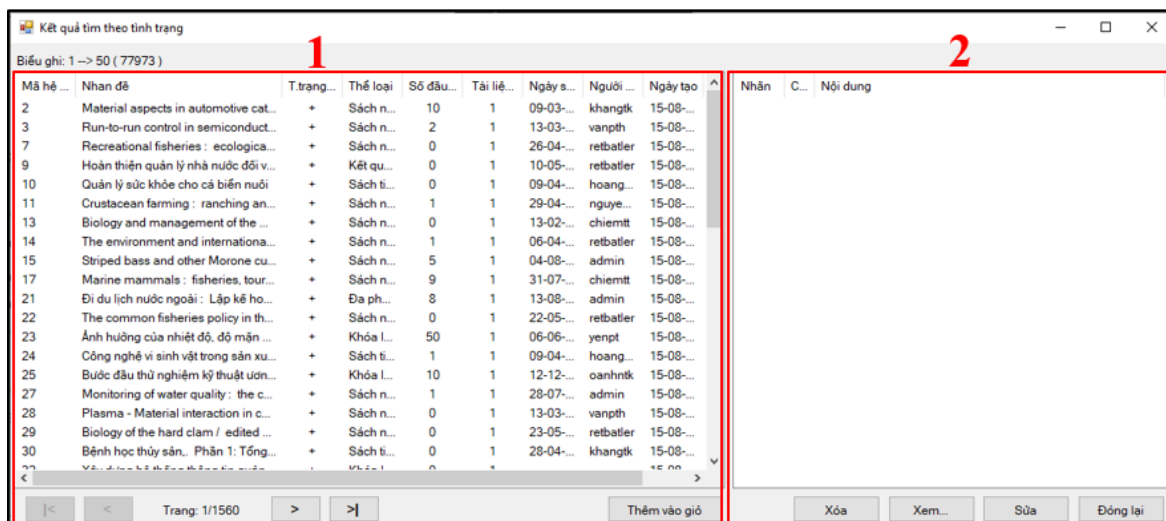 Kết quả tìm theo tình trạng
1
2
Biểu ghi: 1 --> 50 ( 77973 )
Mã hệ ... Nhan đề T.trạng... Thể loại Số đầu... Tài liệ... Ngày s... Người ... Ngày tạo
2 Material aspects in automotive cat... + Sách n... 10 1 09-03-... khangtk 15-08-...
3 Run-to-run control in semiconduct... + Sách n... 2 1 13-03-... vanpth 15-08-...
7 Recreational fisheries : ecologica... + Sách n... 0 1 26-04-... retbatler 15-08-...
9 Hoàn thiện quản lý nhà nước đối v... + Kết qu... 0 1 10-05-... retbatler 15-08-...
10 Quản lý sức khỏe cho cá biển nuôi + Sách ti... 0 1 09-04-... hoang... 15-08-...
11 Crustacean farming : ranching an... + Sách n... 1 1 29-04-... nguye... 15-08-...
13 Biology and management of the ... + Sách n... 0 1 13-02-... chiemtt 15-08-...
14 The environment and internationa... + Sách n... 1 1 06-04-... retbatler 15-08-...
15 Striped bass and other Morone cu... + Sách n... 5 1 04-08-... admin 15-08-...
17 Marine mammals : fisheries, tour... + Sách n... 9 1 31-07-... chiemtt 15-08-...
21 Đi du lịch nước ngoài : Lập kế ho... + Đa ph... 8 1 13-08-... admin 15-08-...
22 The common fisheries policy in th... + Sách n... 0 1 22-05-... retbatler 15-08-...
23 Ảnh hưởng của nhiệt độ, độ mặn ... + Khóa l... 50 1 06-06-... yenpt 15-08-...
24 Công nghệ vi sinh vật trong sản xu... + Sách ti... 1 1 09-04-... hoang... 15-08-...
25 Bước đầu thử nghiệm kỹ thuật ươn... + Khóa l... 10 1 12-12-... oanhntk 15-08-...
27 Monitoring of water quality : the c... + Sách n... 1 1 28-07-... admin 15-08-...
28 Plasma - Material interaction in c... + Sách n... 0 1 13-03-... vanpth 15-08-...
29 Biology of the hard clam / edited ... + Sách n... 0 1 23-05-... retbatler 15-08-...
30 Bệnh học thủy sản,. Phần 1: Tổng... + Sách ti... 0 1 28-04-... khangtk 15-08-...
Nhãn C... Nội dung
|< < Trang: 1/1560 > >| Thêm vào giỏ
Xóa Xem... Sửa Đóng lại